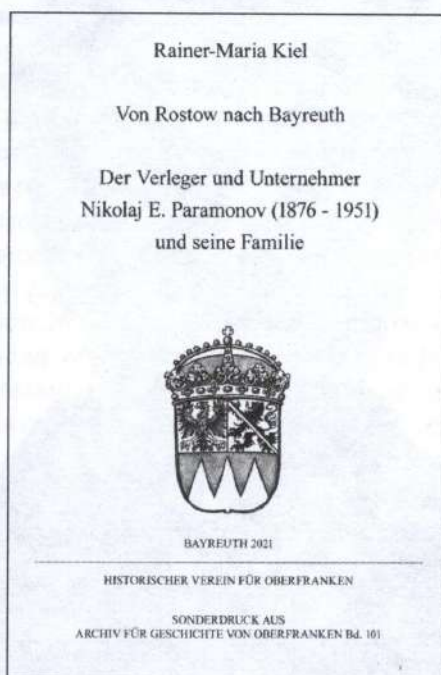 Rainer-Maria Kiel
Von Rostow nach Bayreuth
Der Verleger und Unternehmer
Nikolaj E. Paramonov (1876 - 1951)
und seine Familie
BAYREUTH 2021
HISTORISCHER VEREIN FÜR OBERFRANKEN
SONDERDRUCK AUS
ARCHIV FÜR GESCHICHTE VON OBERFRANKEN Bd. 101